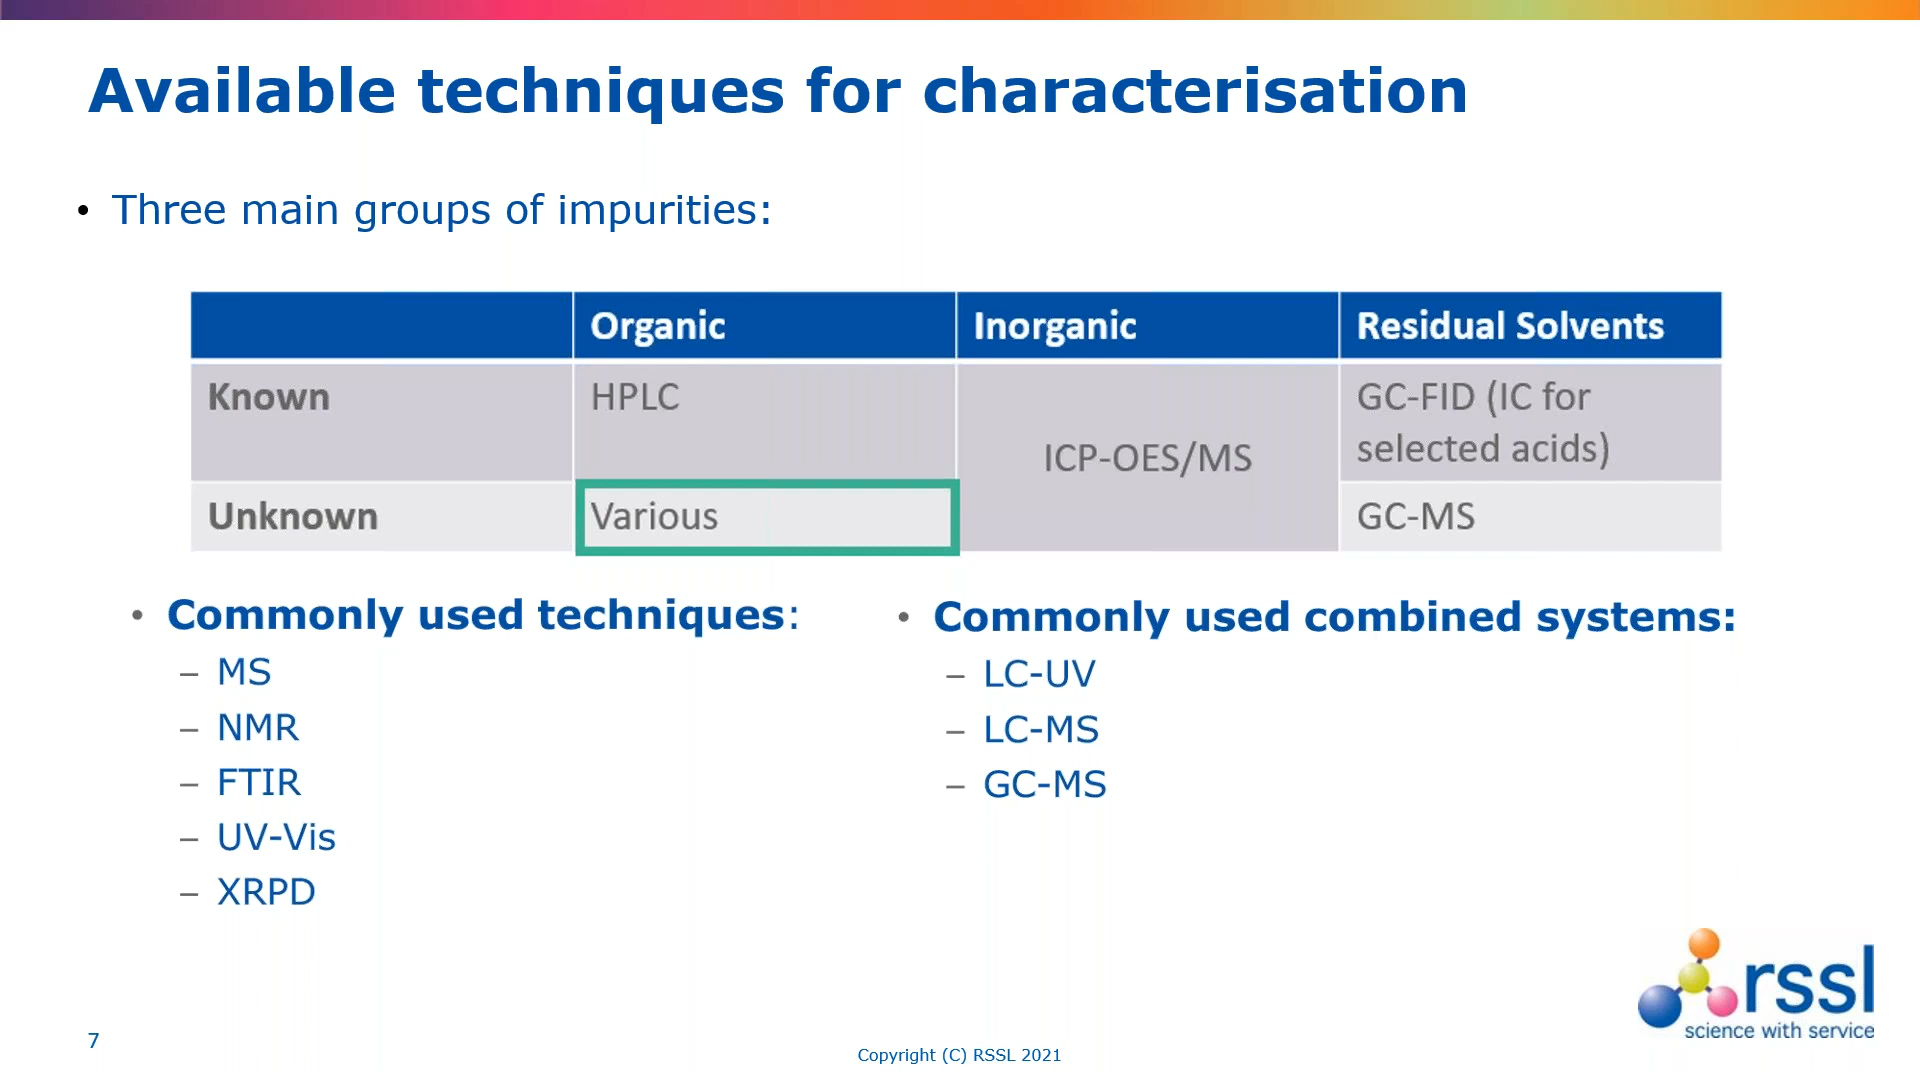 Available techniques for characterisation
• Three main groups of impurities:
Organic Inorganic Residual Solvents
Known HPLC ICP-OES/MS GC-FID (IC for
selected acids)
Unknown Various GC-MS
• Commonly used techniques:
– MS
– NMR
– FTIR
– UV-Vis
– XRPD
• Commonly used combined systems:
– LC-UV
– LC-MS
– GC-MS
rssl
science with service
7
Copyright (C) RSSL 2021